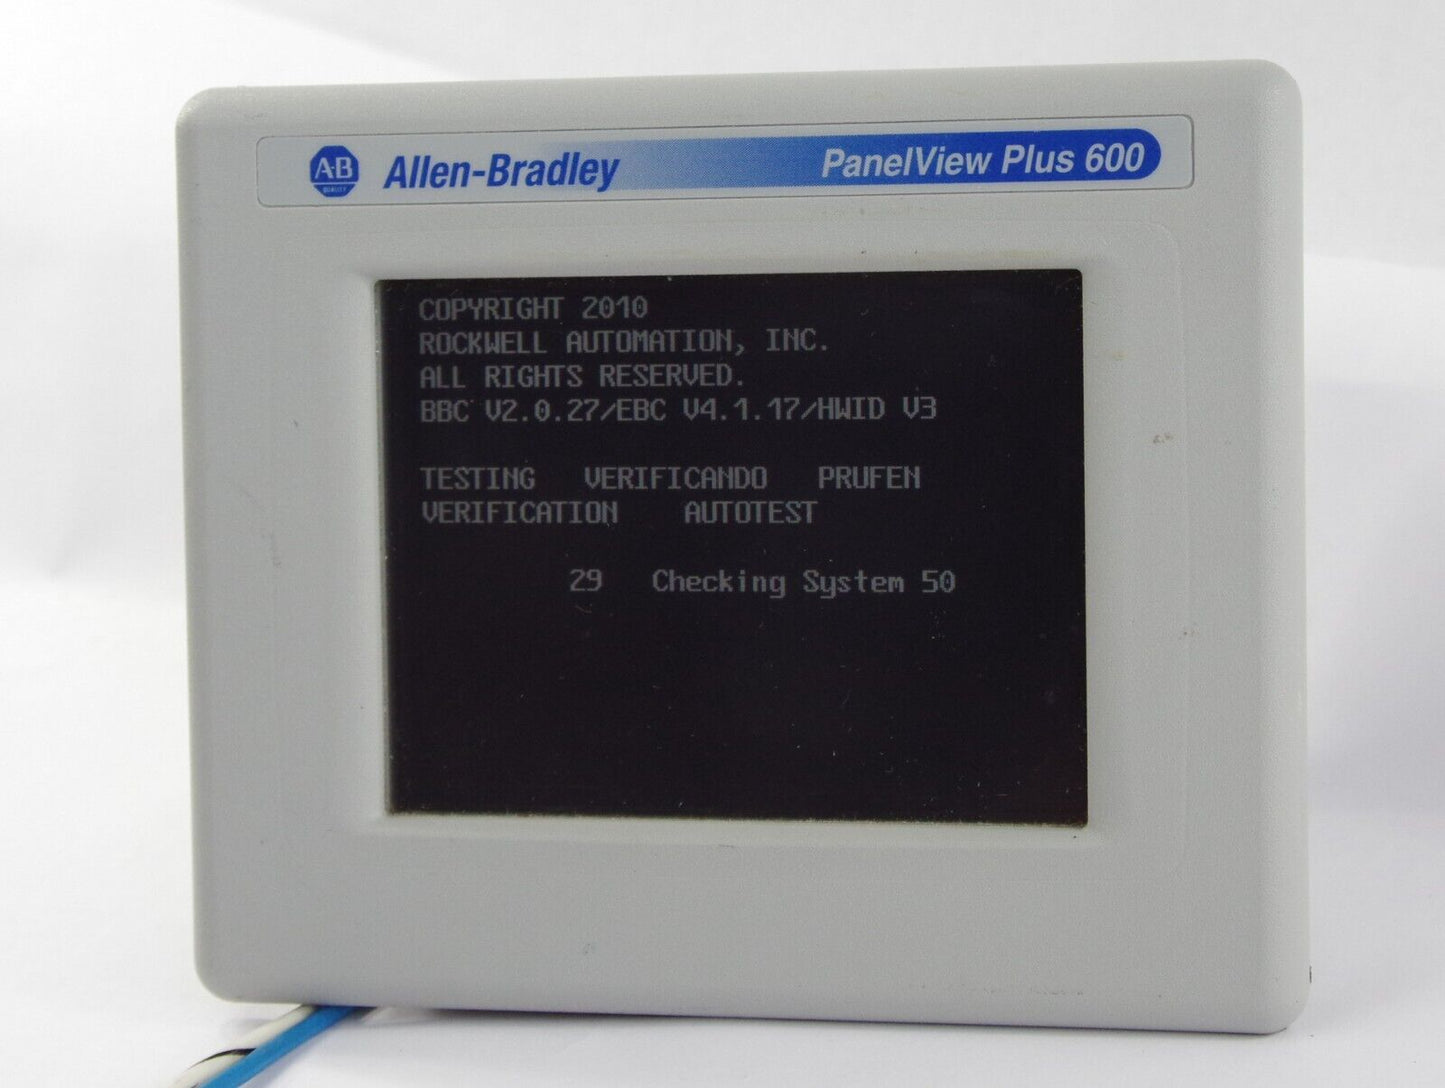 A-B
QUALITY
Allen-Bradley
PanelView Plus 600
COPYRIGHT 2010
ROCKWELL AUTOMATION, INC.
ALL RIGHTS RESERVED.
BBC V2.0.27/EBC V4.1.17/HWID V3
TESTING VERIFICANDO PRUFEN
VERIFICATION AUTOTEST
29 Checking System 50